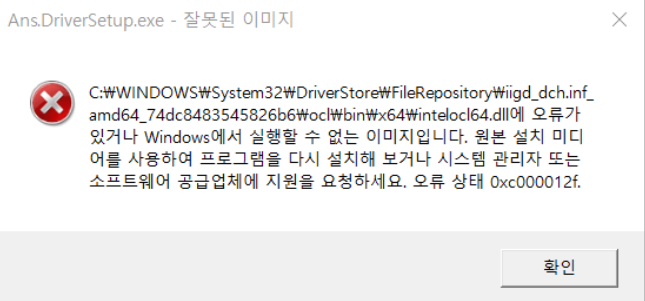 Ans.DriverSetup.exe - 잘못된 이미지
C:₩WINDOWS₩System32₩DriverStore₩FileRepository₩iigd_dch.inf_
amd64_74dc8483545826b6₩ocl₩bin₩x64₩intelocl64.dll에 오류가
있거나 Windows에서 실행할 수 없는 이미지입니다. 원본 설치 미디
어를 사용하여 프로그램을 다시 설치해 보거나 시스템 관리자 또는
소프트웨어 공급업체에 지원을 요청하세요. 오류 상태 0xc000012f.
확인